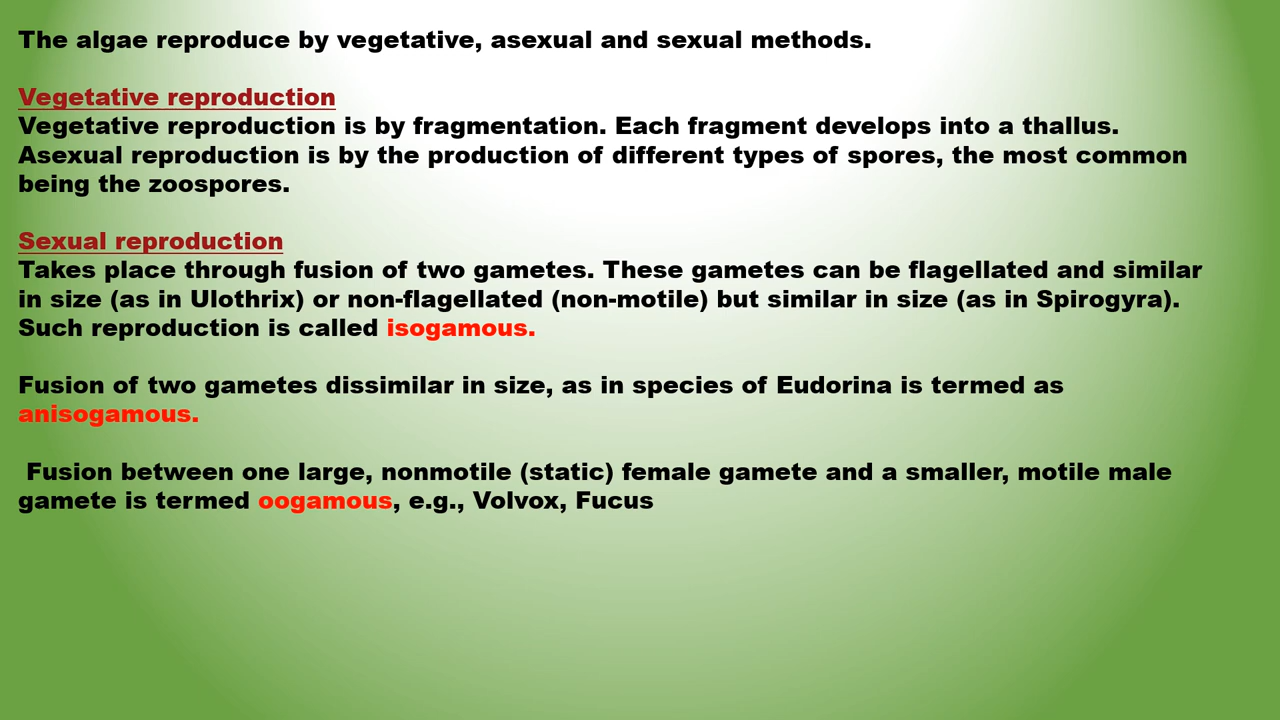 The algae reproduce by vegetative, asexual and sexual methods.
Vegetative reproduction
Vegetative reproduction is by fragmentation. Each fragment develops into a thallus.
Asexual reproduction is by the production of different types of spores, the most common
being the zoospores.
Sexual reproduction
Takes place through fusion of two gametes. These gametes can be flagellated and similar
in size (as in Ulothrix) or non-flagellated (non-motile) but similar in size (as in Spirogyra).
Such reproduction is called isogamous.
Fusion of two gametes dissimilar in size, as in species of Eudorina is termed as
anisogamous.
Fusion between one large, nonmotile (static) female gamete and a smaller, motile male
gamete is termed oogamous, e.g., Volvox, Fucus